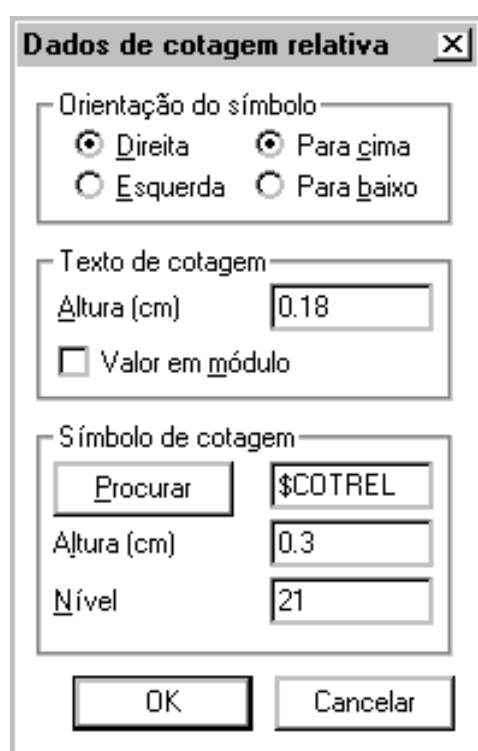 Dados de cotagem relativa
Orientação do símbolo
Direita Para cima
Esquerda Para baixo
Texto de cotagem
Altura (cm) 0.18
Valor em módulo
Símbolo de cotagem
Procurar $COTREL
Altura (cm) 0.3
Nível 21
OK Cancelar